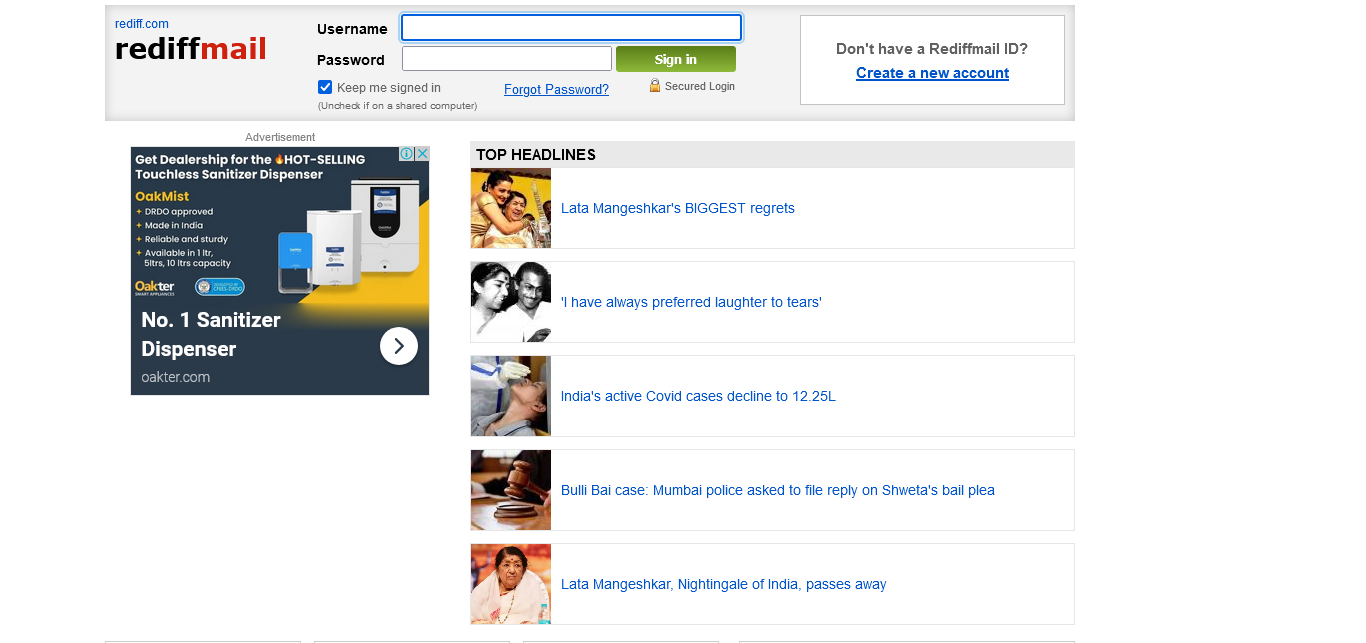 rediff.com
rediffmail
Username
Password
Sign in
Keep me signed in
Forgot Password?
Secured Login
(Uncheck if on a shared computer)
Don't have a Rediffmail ID?
Create a new account
Advertisement
Get Dealership for the HOT-SELLING
Touchless Sanitizer Dispenser
OakMist
+ DRDO approved
+ Made in India
+ Reliable and sturdy
+ Available in 1 ltr,
5ltrs, 10 ltrs capacity
Oakter
SMART APPLIANCES
No. 1 Sanitizer
Dispenser
oakter.com
TOP HEADLINES
Lata Mangeshkar's BIGGEST regrets
'I have always preferred laughter to tears'
India's active Covid cases decline to 12.25L
Bulli Bai case: Mumbai police asked to file reply on Shweta's bail plea
Lata Mangeshkar, Nightingale of India, passes away